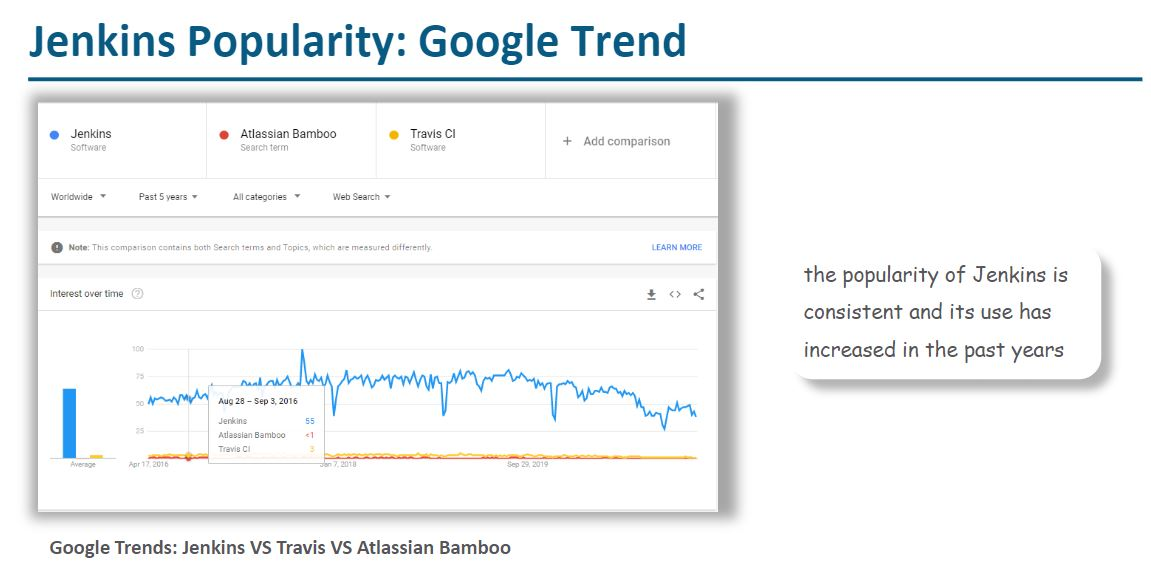 Jenkins Popularity: Google Trend
Jenkins
Software
Atlassian Bamboo
Search term
Travis CI
Software
+ Add comparison
Worldwide
Past 5 years
All categories
Web Search
Note: This comparison contains both Search terms and Topics, which are measured differently.
LEARN MORE
Interest over time
100
75
50
25
Average
Aug 28 – Sep 3, 2016
Jenkins 55
Atlassian Bamboo <1
Travis CI 3
Apr 17, 2016
Jan 7, 2018
Sep 29, 2019
the popularity of Jenkins is
consistent and its use has
increased in the past years
Google Trends: Jenkins VS Travis VS Atlassian Bamboo